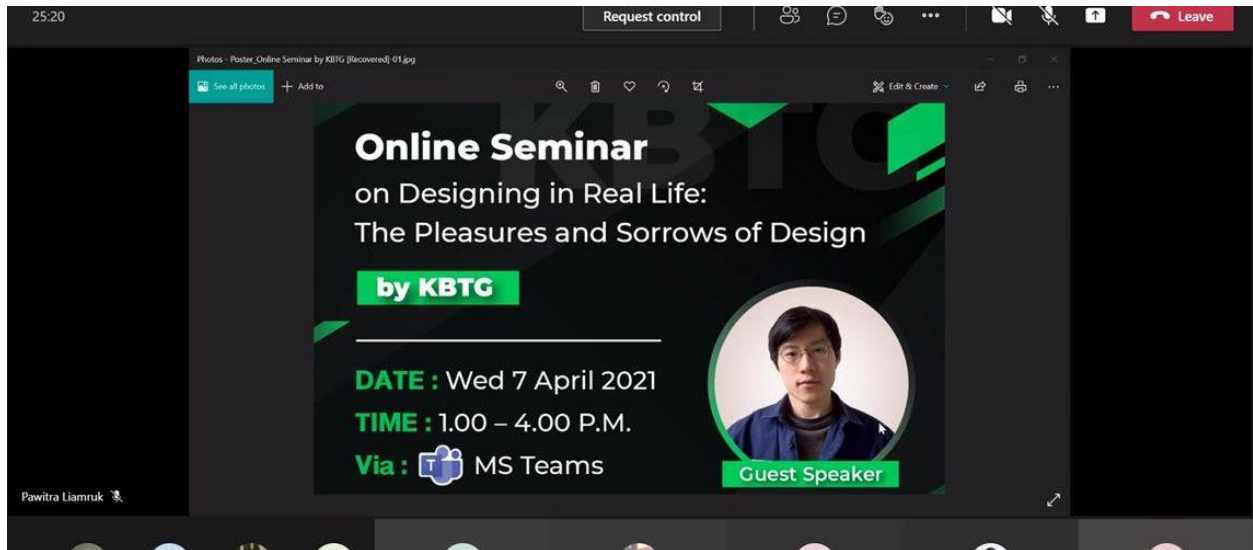 25:20
Request control
Leave
Photos - Poster_Online Seminar by KBTG [Recovered]-01.jpg
See all photos
Add to
Edit & Create
KBTG
Online Seminar
on Designing in Real Life:
The Pleasures and Sorrows of Design
by KBTG
DATE : Wed 7 April 2021
TIME : 1.00 – 4.00 P.M.
Via : T MS Teams
Guest Speaker
Pawitra Liamruk